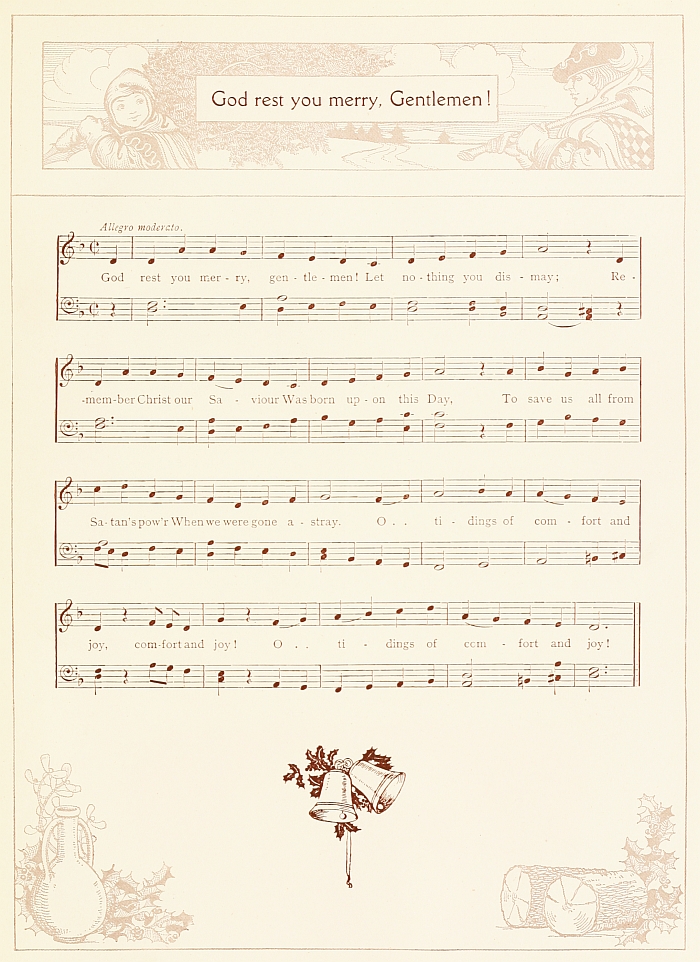 God rest you merry, Gentlemen!
Allegro moderato.
God rest you mer - ry, gen - tle - men! Let no - thing you dis - may; Re -
-mem-ber Christ our Sa - viour Was born up - on this Day, To save us all from
Sa-tan's pow'r When we were gone a - stray. O . . ti - dings of com - fort and
joy, com-fort and joy! O . . ti - dings of com - fort and joy!